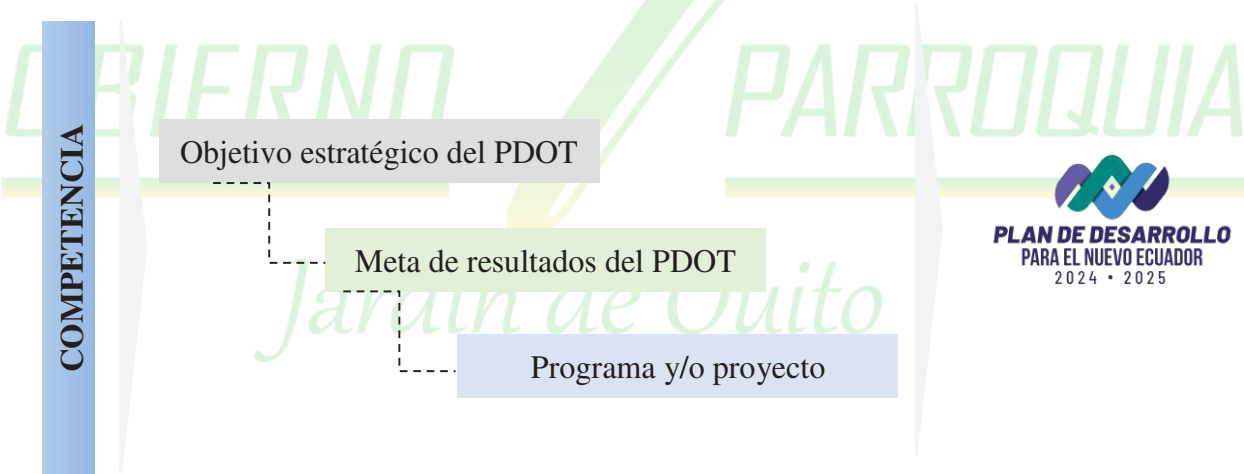 OBIERNO PARROQUIA
COMPETENCIA
Objetivo estratégico del PDOT
Meta de resultados del PDOT
Jardín de Quito
Programa y/o proyecto
PLAN DE DESARROLLO
PARA EL NUEVO ECUADOR
2024 • 2025